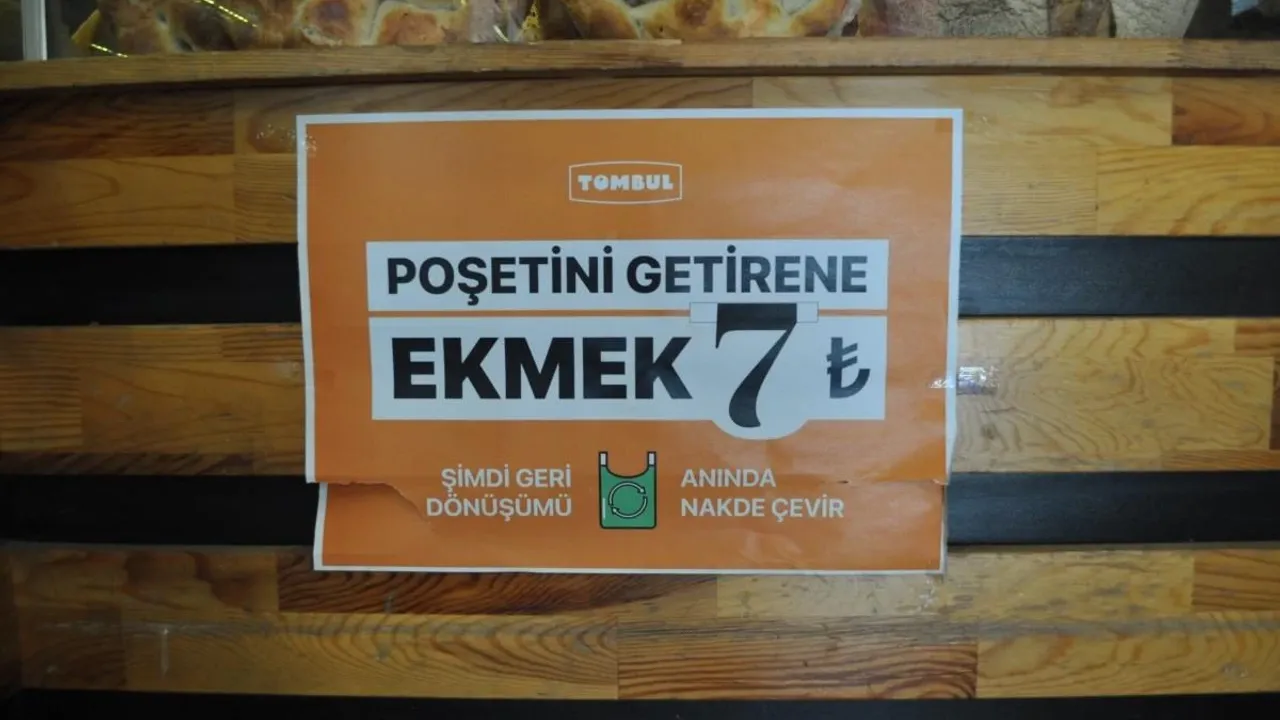 TOMBUL
POŞETİNİ GETİRENE
EKMEK 7 ₺
ŞİMDİ GERİ
DÖNÜŞÜMÜ
ANINDA
NAKDE ÇEVİR